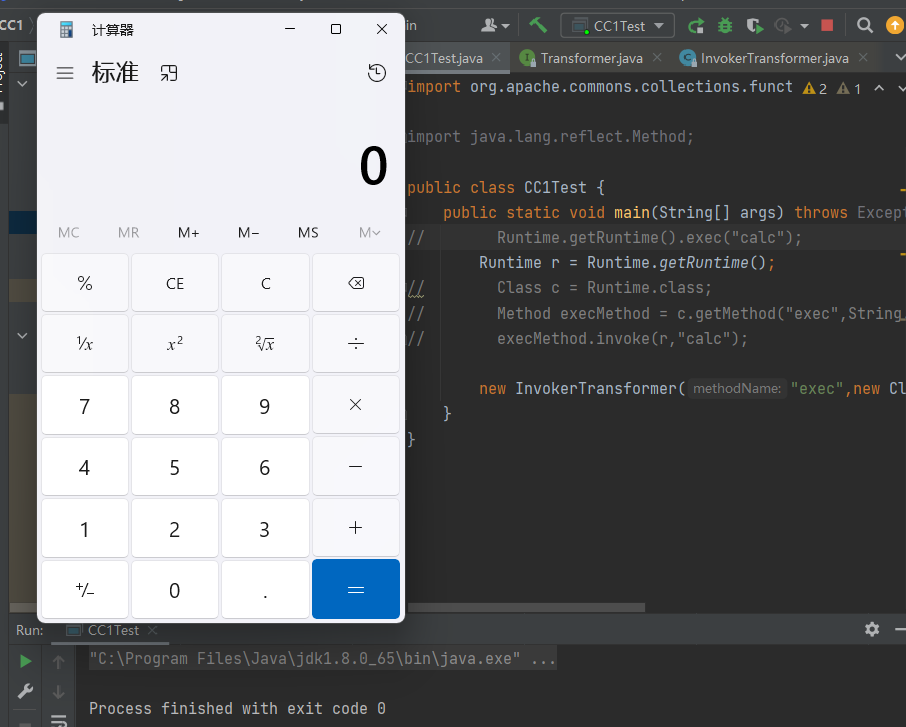 CC1
计算器
in
CC1Test
标准
CC1Test.java
Transformer.java
InvokerTransformer.java
0
MC MR M+ M− MS M˅
% CE C
⅟x x² ²√x ÷
7 8 9 ×
4 5 6 −
1 2 3 +
+/− 0 . =
import org.apache.commons.collections.funct
2 1
import java.lang.reflect.Method;
public class CC1Test {
public static void main(String[] args) throws Except
// Runtime.getRuntime().exec("calc");
Runtime r = Runtime.getRuntime();
// Class c = Runtime.class;
// Method execMethod = c.getMethod("exec",String
// execMethod.invoke(r,"calc");
new InvokerTransformer( methodName: "exec",new Cl
}
}
Run: CC1Test
"C:\Program Files\Java\jdk1.8.0_65\bin\java.exe" ...
Process finished with exit code 0